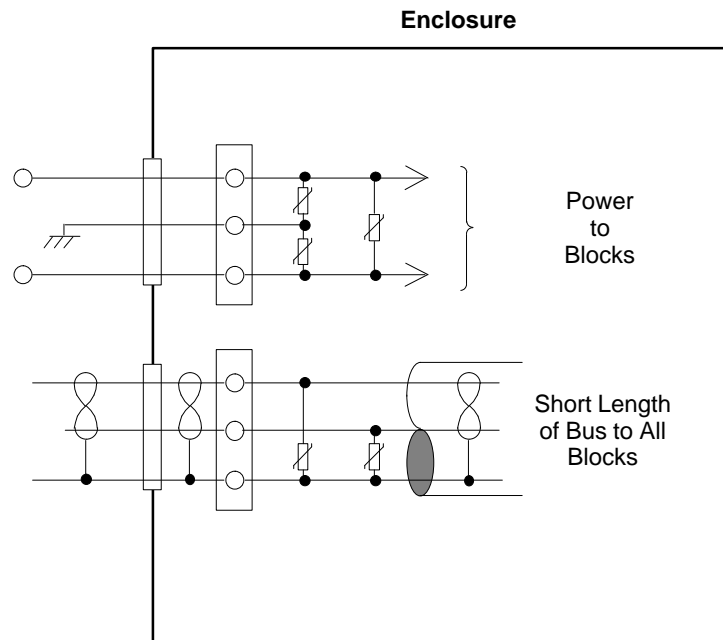 Enclosure
Power
to
Blocks
Short Length
of Bus to All
Blocks